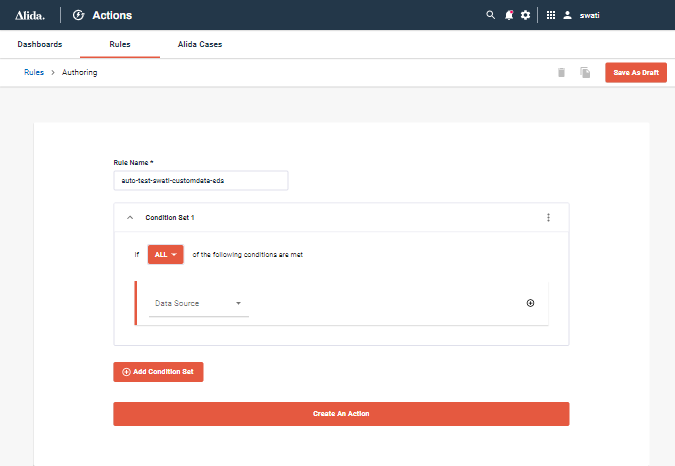 Alida. Actions swati
Dashboards Rules Alida Cases
Rules > Authoring Save As Draft
Rule Name *
auto-test-swati-customdata-eds
Condition Set 1
If ALL of the following conditions are met
Data Source
Add Condition Set
Create An Action